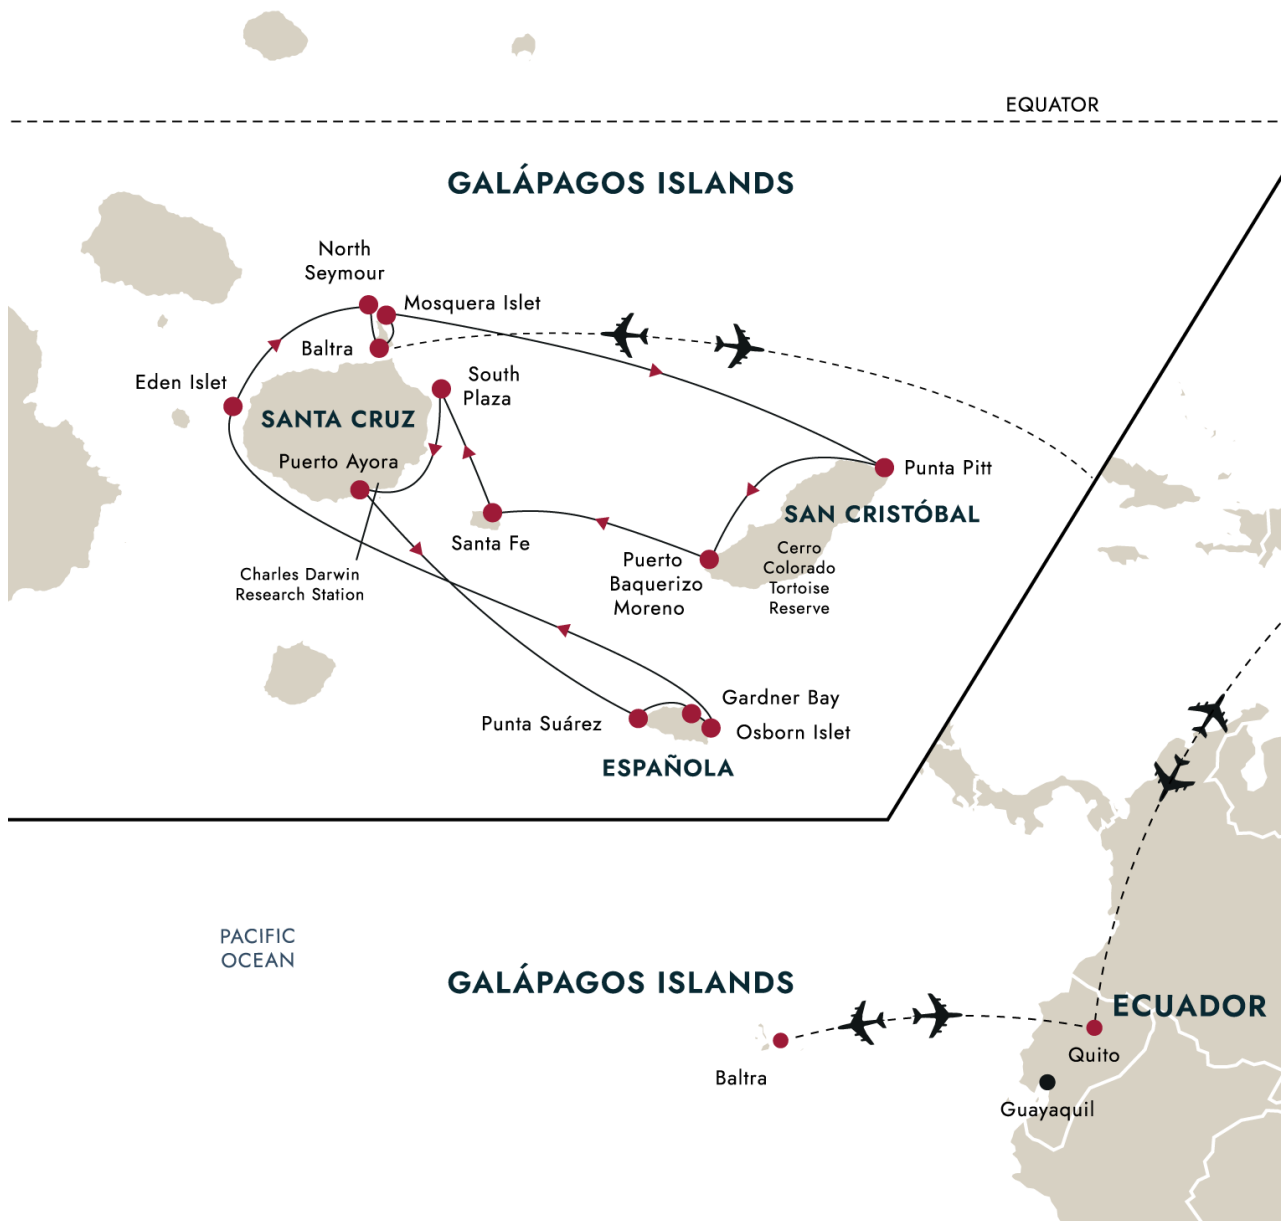 EQUATOR
GALÁPAGOS ISLANDS
North
Seymour
Mosquera Islet
Baltra
South
Plaza
Eden Islet
SANTA CRUZ
Puerto Ayora
Punta Pitt
SAN CRISTÓBAL
Santa Fe
Cerro
Colorado
Tortoise
Reserve
Puerto
Baquerizo
Moreno
Charles Darwin
Research Station
Gardner Bay
Punta Suárez
Osborn Islet
ESPAÑOLA
PACIFIC
OCEAN
GALÁPAGOS ISLANDS
ECUADOR
Quito
Baltra
Guayaquil